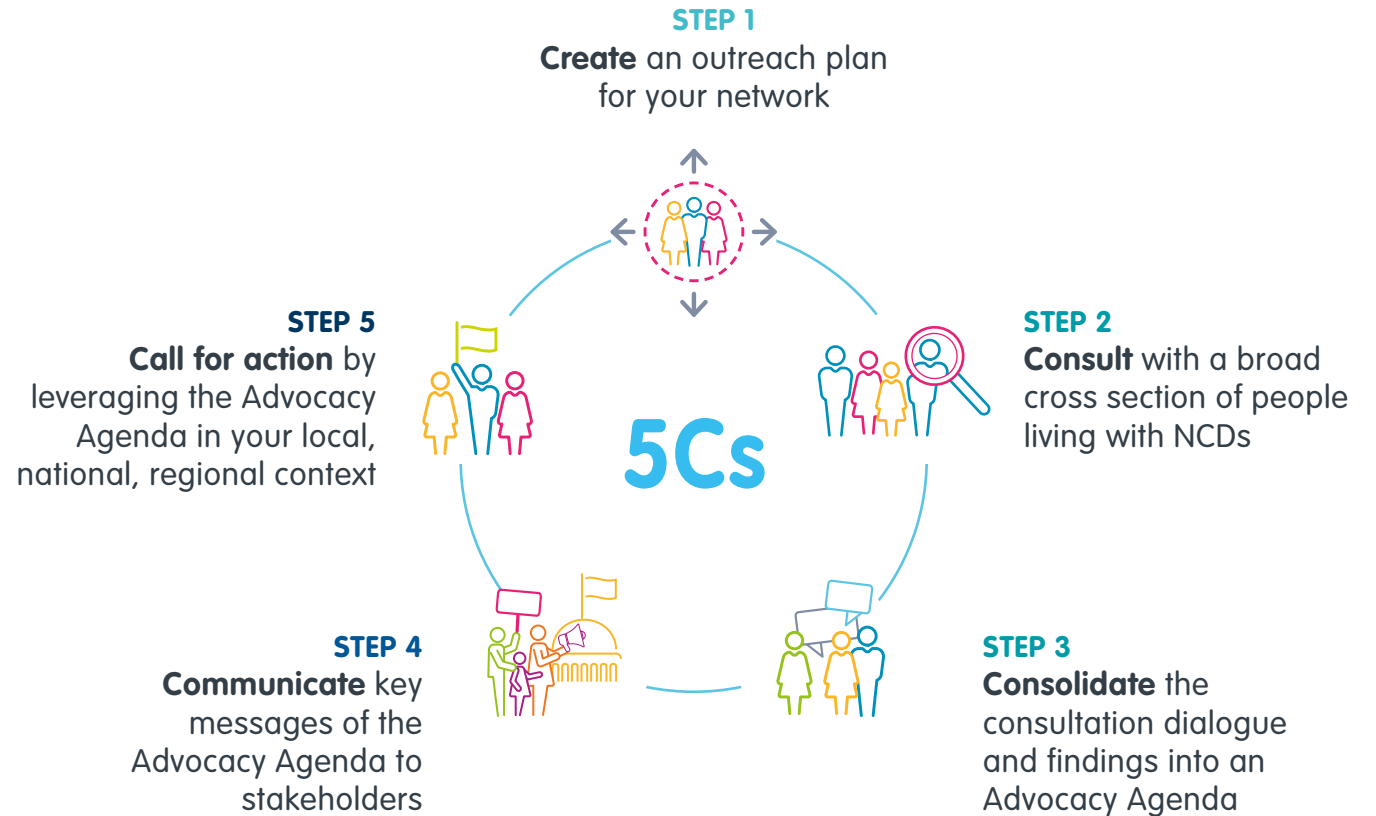 STEP 1
Create an outreach plan
for your network
STEP 2
Consult with a broad
cross section of people
living with NCDs
STEP 3
Consolidate the
consultation dialogue
and findings into an
Advocacy Agenda
STEP 4
Communicate key
messages of the
Advocacy Agenda to
stakeholders
STEP 5
Call for action by
leveraging the Advocacy
Agenda in your local,
national, regional context
5Cs